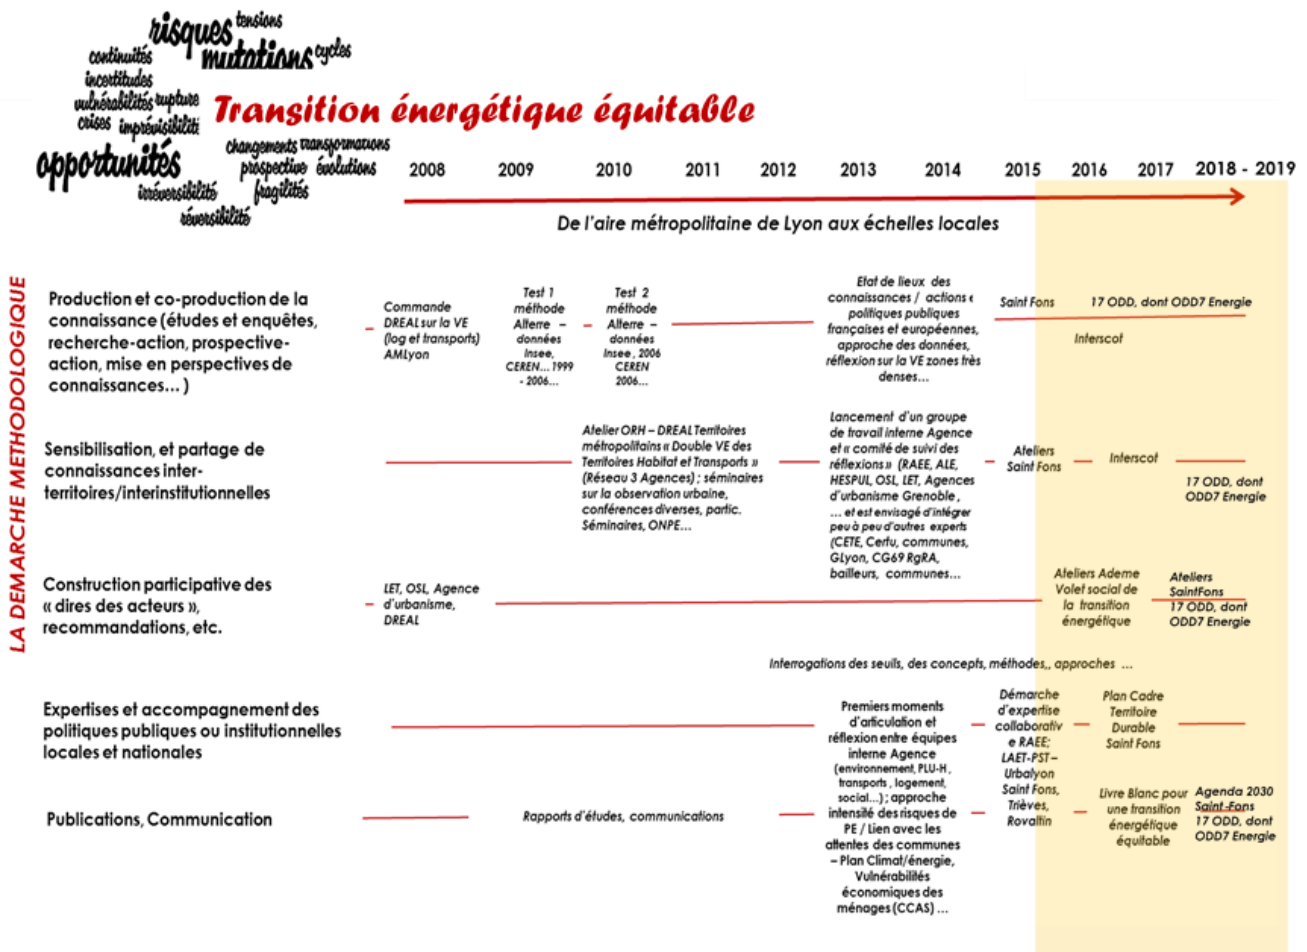 risques tensions
continuités mutations cycles
incertitudes
vulnérabilités rupture
crises imprévisibilit
Transition énergétique équitable
opportunités changements transformations
prospective évolutions
irréversibilité fragilités
réversibilité
2008 2009 2010 2011 2012 2013 2014 2015 2016 2017 2018 - 2019
De l'aire métropolitaine de Lyon aux échelles locales
LA DEMARCHE METHODOLOGIQUE
Production et co-production de la
connaissance (études et enquêtes,
recherche-action, prospective-
action, mise en perspectives de
connaissances... )
Commande
DREAL sur la VE
(log et transports)
AMLyon
Test 1
méthode
Alterre –
données
Insee,
CEREN... 1999
- 2006...
Test 2
méthode
Alterre –
données
Insee, 2006
CEREN
2006...
Etat de lieux des
connaissances / actions e
politiques publiques
françaises et européennes,
approche des données,
réflexion sur la VE zones très
denses...
Saint Fons
17 ODD, dont ODD7 Energie
Interscot
Sensibilisation, et partage de
connaissances inter-
territoires/interinstitutionnelles
Atelier ORH – DREAL Territoires
métropolitains « Double VE des
Territoires Habitat et Transports »
(Réseau 3 Agences) ; séminaires
sur la observation urbaine,
conférences diverses, partic.
Séminaires, ONPE...
Lancement d'un groupe
de travail interne Agence
et « comité de suivi des
réflexions » (RAEE, ALE,
HESPUL, OSL, LET, Agences
d'urbanisme Grenoble,
... et est envisagé d'intégrer
peu à peu d'autres experts
(CETE, Certu, communes,
GLyon, CG69 RgRA,
bailleurs, communes...
Ateliers
Saint Fons
Interscot
17 ODD, dont
ODD7 Energie
Construction participative des
« dires des acteurs »,
recommandations, etc.
LET, OSL, Agence
d'urbanisme,
DREAL
Ateliers Ademe
Volet social de
la transition
énergétique
Ateliers
SaintFons
17 ODD, dont
ODD7 Energie
Interrogations des seuils, des concepts, méthodes,, approches ...
Expertises et accompagnement des
politiques publiques ou institutionnelles
locales et nationales
Premiers moments
d'articulation et
réflexion entre équipes
interne Agence
(environnement, PLU-H,
transports, logement,
social...) ; approche
intensité des risques de
PE / Lien avec les
attentes des communes
– Plan Climat/énergie,
Vulnérabilités
économiques des
ménages (CCAS) ...
Démarche
d'expertise
collaborativ
e RAEE;
LAET-PST–
Urbalyon
Saint Fons,
Trièves,
Rovaltin
Plan Cadre
Territoire
Durable
Saint Fons
Publications, Communication
Rapports d'études, communications
Livre Blanc pour
une transition
énergétique
équitable
Agenda 2030
Saint -Fons
17 ODD, dont
ODD7 Energie